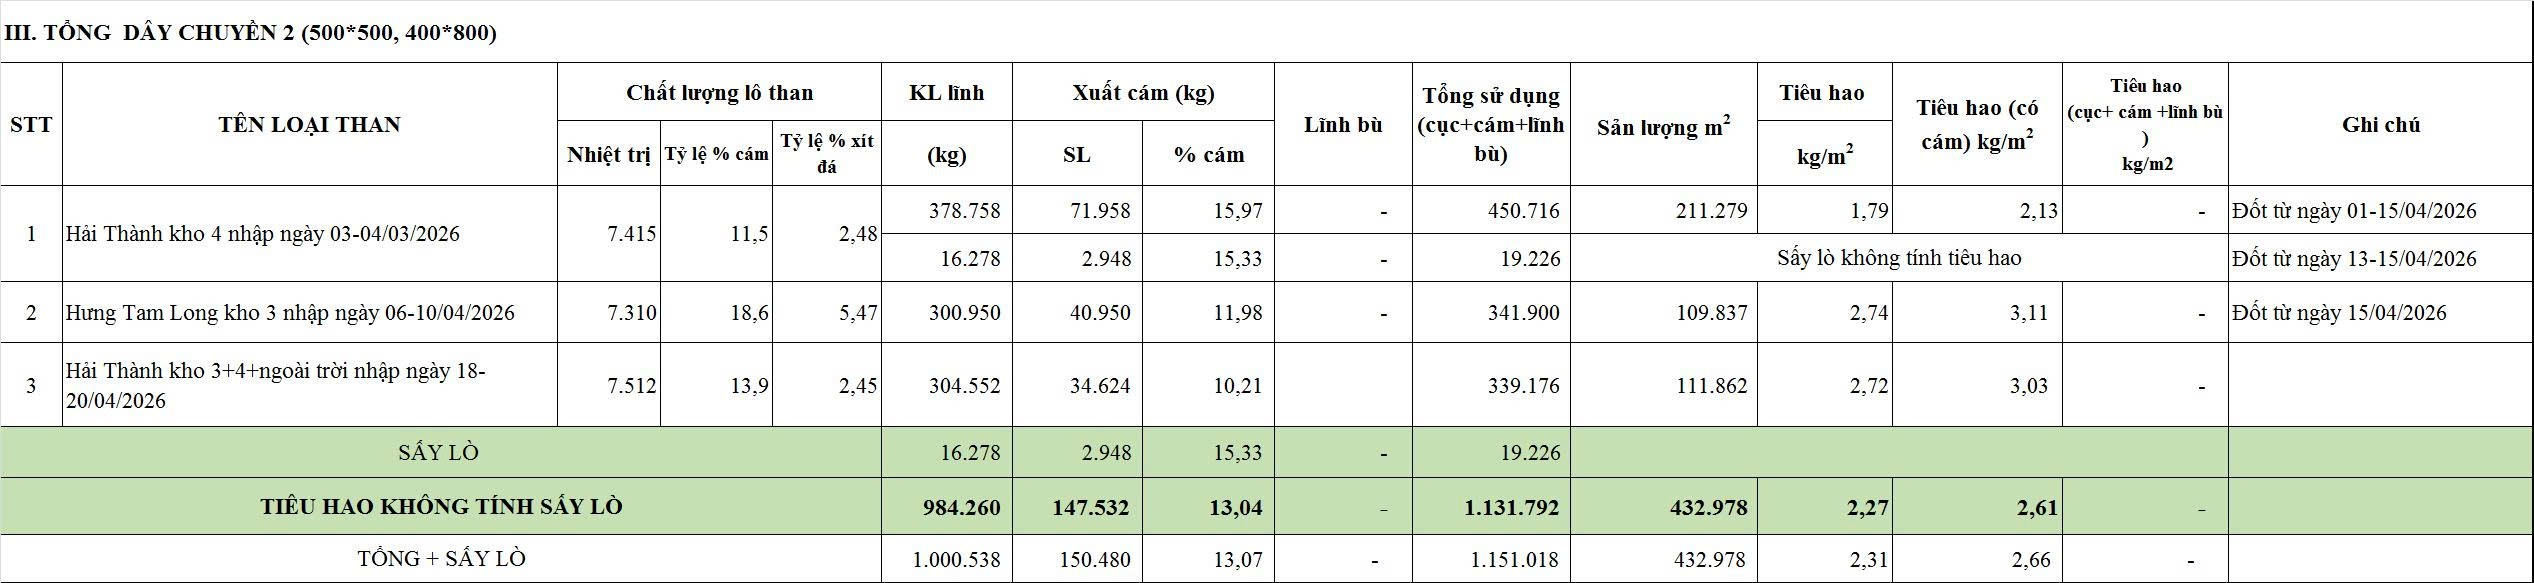 III. TỔNG DÂY CHUYỀN 2 (500*500, 400*800)
STT
TÊN LOẠI THAN
Chất lượng lô than
KL lĩnh
Xuất cám (kg)
Lĩnh bù
Tổng sử dụng
(cục+cám+lĩnh
bù)
Sản lượng m²
Tiêu hao
Tiêu hao (có
cám) kg/m²
Tiêu hao
(cục+ cám +lĩnh bù
)
kg/m2
Ghi chú
Nhiệt trị
Tỷ lệ % cám
Tỷ lệ % xít
đá
(kg)
SL
% cám
kg/m²
1
Hải Thành kho 4 nhập ngày 03-04/03/2026
7.415
11,5
2,48
378.758
71.958
15,97
-
450.716
211.279
1,79
2,13
-
Đốt từ ngày 01-15/04/2026
16.278
2.948
15,33
-
19.226
Sấy lò không tính tiêu hao
Đốt từ ngày 13-15/04/2026
2
Hưng Tam Long kho 3 nhập ngày 06-10/04/2026
7.310
18,6
5,47
300.950
40.950
11,98
-
341.900
109.837
2,74
3,11
-
Đốt từ ngày 15/04/2026
3
Hải Thành kho 3+4+ngoài trời nhập ngày 18-
20/04/2026
7.512
13,9
2,45
304.552
34.624
10,21
339.176
111.862
2,72
3,03
-
SẤY LÒ
16.278
2.948
15,33
-
19.226
TIÊU HAO KHÔNG TÍNH SẤY LÒ
984.260
147.532
13,04
-
1.131.792
432.978
2,27
2,61
-
TỔNG + SẤY LÒ
1.000.538
150.480
13,07
-
1.151.018
432.978
2,31
2,66
-